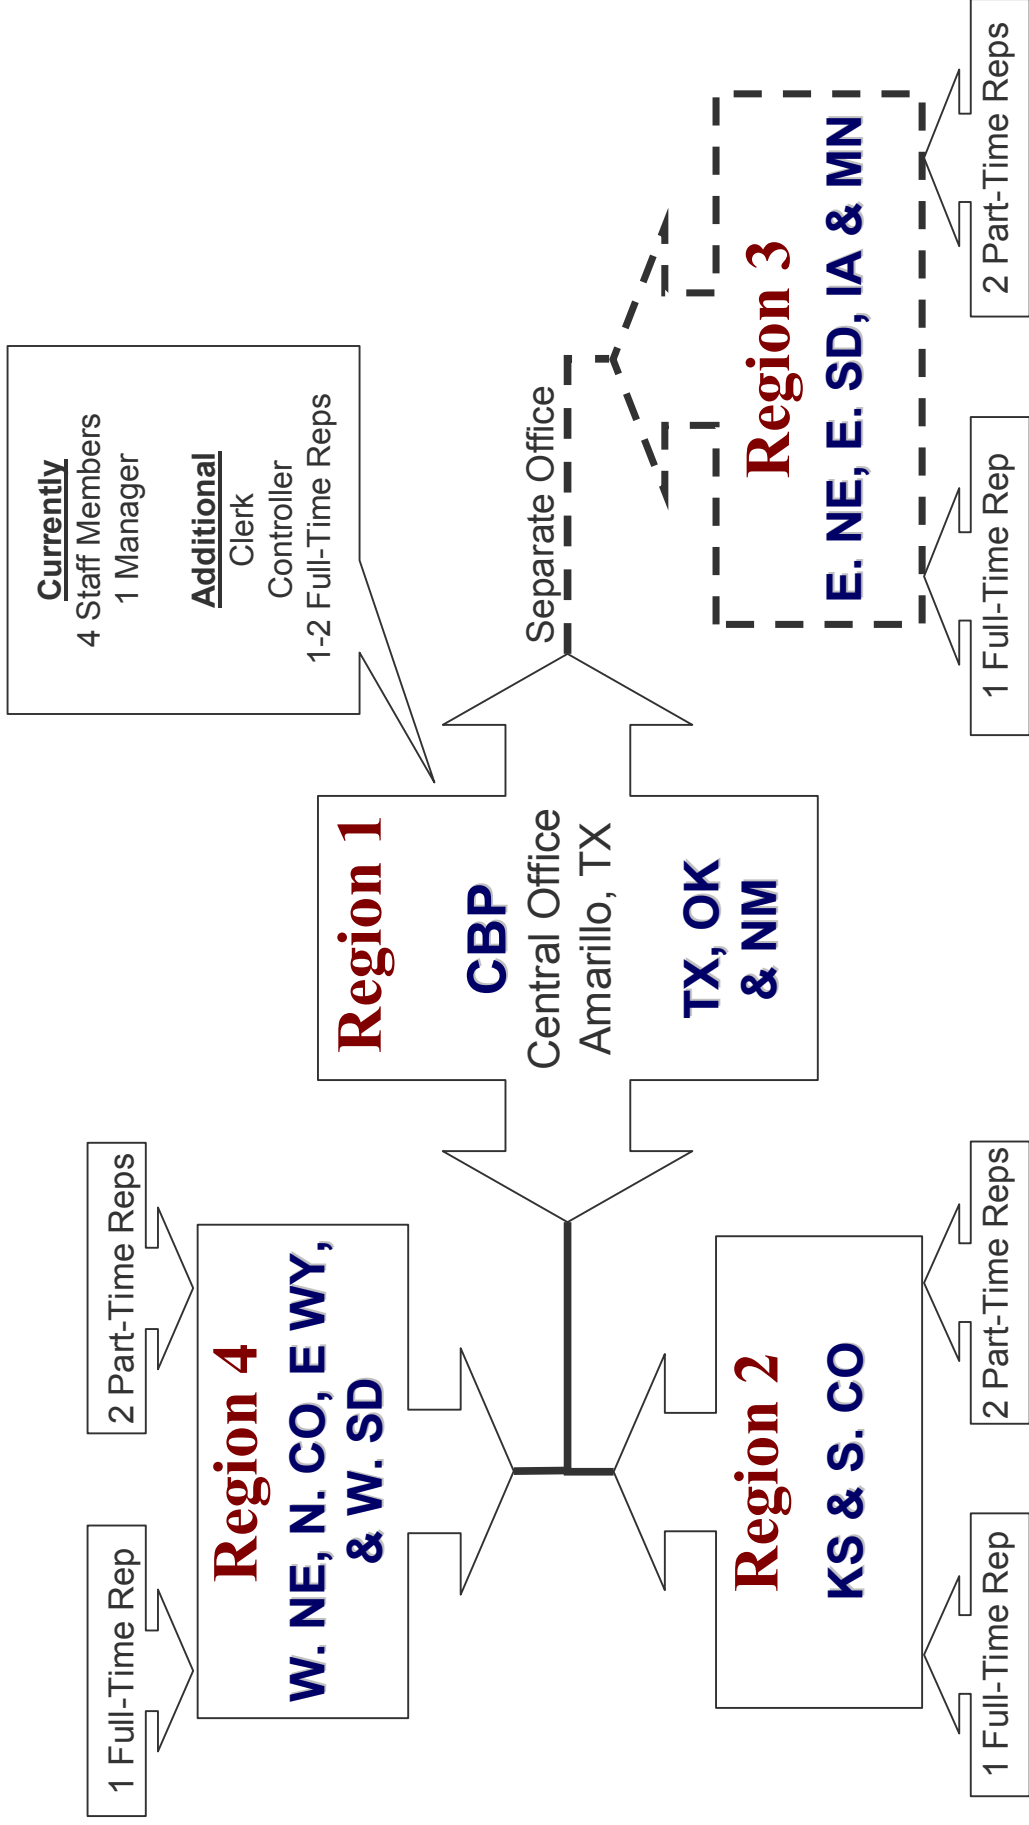 1 Full-Time Rep
2 Part-Time Reps
Region 4
W. NE, N. CO, E WY,
& W. SD
Currently
4 Staff Members
1 Manager
Additional
Clerk
Controller
1-2 Full-Time Reps
Region 1
CBP
Central Office
Amarillo, TX
TX, OK
& NM
Separate Office
Region 2
KS & S. CO
1 Full-Time Rep
2 Part-Time Reps
Region 3
E. NE, E. SD, IA & MN
1 Full-Time Rep
2 Part-Time Reps